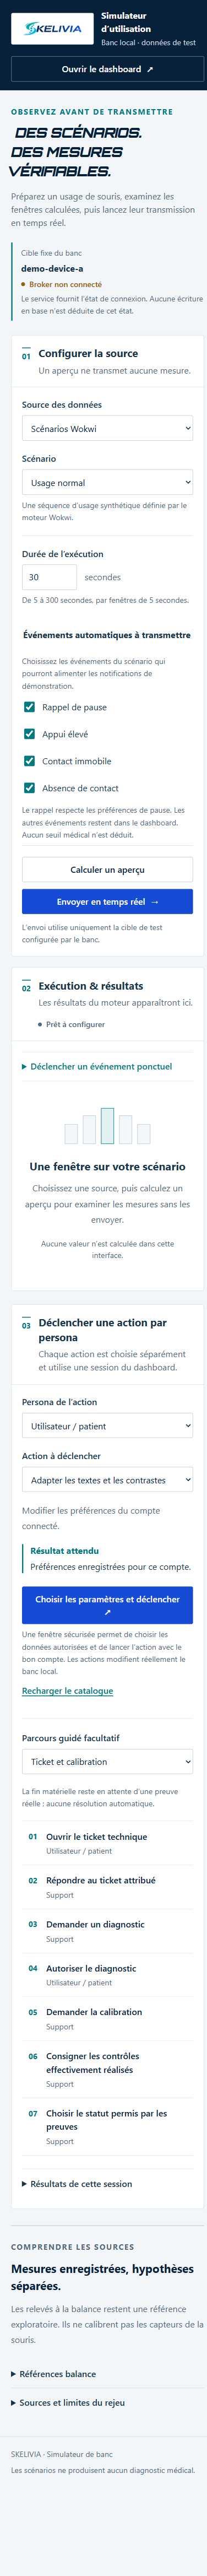 SKELIVIA
Simulateur
d'utilisation
Banc local · données de test
Ouvrir le dashboard ↗
OBSERVEZ AVANT DE TRANSMETTRE
DES SCÉNARIOS.
DES MESURES
VÉRIFIABLES.
Préparez un usage de souris, examinez les
fenêtres calculées, puis lancez leur transmission
en temps réel.
Cible fixe du banc
demo-device-a
Broker non connecté
Le service fournit l'état de connexion. Aucune écriture
en base n'est déduite de cet état.
01 Configurer la source
Un aperçu ne transmet aucune mesure.
Source des données
Scénarios Wokwi
Scénario
Usage normal
Une séquence d'usage synthétique définie par le
moteur Wokwi.
Durée de l'exécution
30 secondes
De 5 à 300 secondes, par fenêtres de 5 secondes.
Événements automatiques à transmettre
Choisissez les événements du scénario qui
pourront alimenter les notifications de
démonstration.
Rappel de pause
Appui élevé
Contact immobile
Absence de contact
Le rappel respecte les préférences de pause. Les
autres événements restent dans le dashboard.
Aucun seuil médical n'est déduit.
Calculer un aperçu
Envoyer en temps réel →
L'envoi utilise uniquement la cible de test
configurée par le banc.
02 Exécution & résultats
Les résultats du moteur apparaîtront ici.
Prêt à configurer
▶ Déclencher un événement ponctuel
Une fenêtre sur votre scénario
Choisissez une source, puis calculez un
aperçu pour examiner les mesures sans les
envoyer.
Aucune valeur n'est calculée dans cette
interface.
03 Déclencher une action par
persona
Chaque action est choisie séparément
et utilise une session du dashboard.
Persona de l'action
Utilisateur / patient
Action à déclencher
Adapter les textes et les contrastes
Modifier les préférences du compte
connecté.
Résultat attendu
Préférences enregistrées pour ce compte.
Choisir les paramètres et déclencher
↗
Une fenêtre sécurisée permet de choisir les
données autorisées et de lancer l'action avec le
bon compte. Les actions modifient réellement le
banc local.
Recharger le catalogue
Parcours guidé facultatif
Ticket et calibration
La fin matérielle reste en attente d'une preuve
réelle ; aucune résolution automatique.
01 Ouvrir le ticket technique
Utilisateur / patient
02 Répondre au ticket attribué
Support
03 Demander un diagnostic
Support
04 Autoriser le diagnostic
Utilisateur / patient
05 Demander la calibration
Support
06 Consigner les contrôles
effectivement réalisés
Support
07 Choisir le statut permis par les
preuves
Support
▶ Résultats de cette session
COMPRENDRE LES SOURCES
Mesures enregistrées, hypothèses
séparées.
Les relevés à la balance restent une référence
exploratoire. Ils ne calibrent pas les capteurs de la
souris.
▶ Références balance
▶ Sources et limites du rejeu
SKELIVIA · Simulateur de banc
Les scénarios ne produisent aucun diagnostic médical.